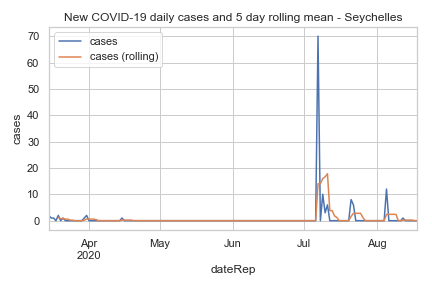 New COVID-19 daily cases and 5 day rolling mean - Seychelles
cases
cases (rolling)
70
60
50
40
30
20
10
0
cases
Apr
2020
May
Jun
Jul
Aug
dateRep